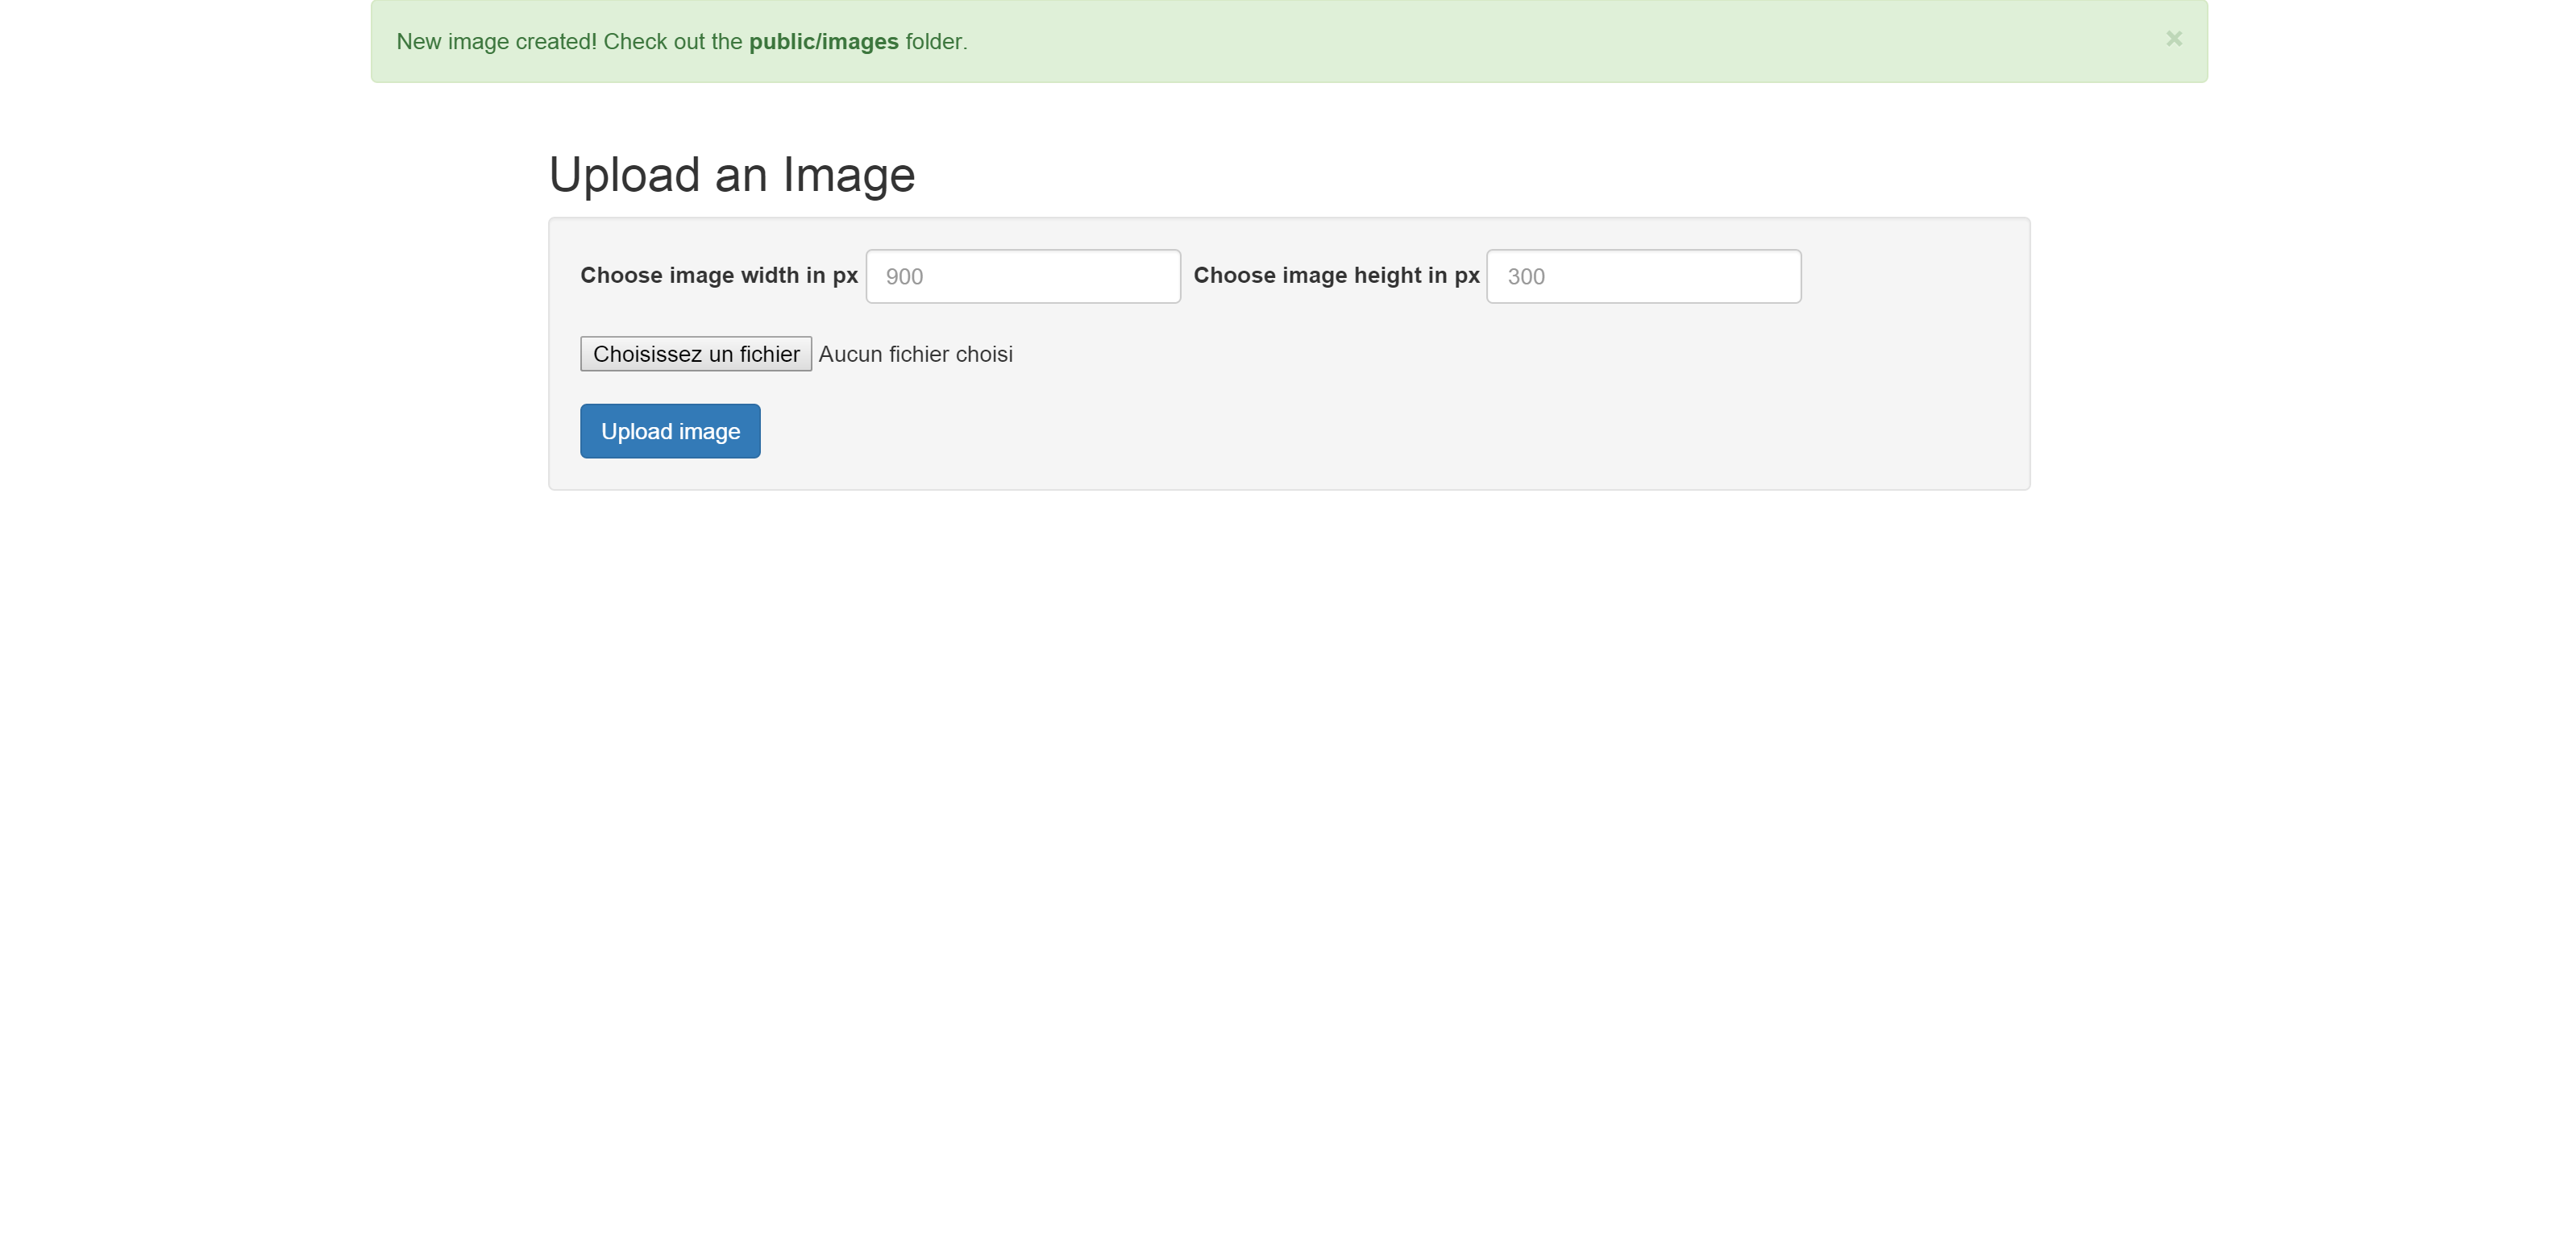 New image created! Check out the public/images folder.
×
Upload an Image
Choose image width in px 900 Choose image height in px 300
Choisissez un fichier Aucun fichier choisi
Upload image